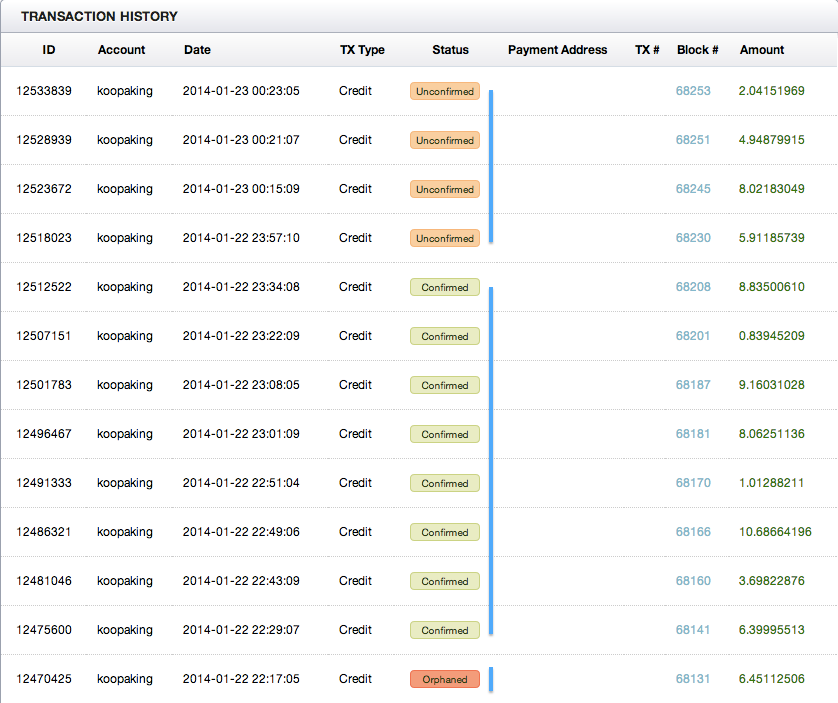 TRANSACTION HISTORY
ID Account Date TX Type Status Payment Address TX # Block # Amount
12533839 koopaking 2014-01-23 00:23:05 Credit Unconfirmed 68253 2.04151969
12528939 koopaking 2014-01-23 00:21:07 Credit Unconfirmed 68251 4.94879915
12523672 koopaking 2014-01-23 00:15:09 Credit Unconfirmed 68245 8.02183049
12518023 koopaking 2014-01-22 23:57:10 Credit Unconfirmed 68230 5.91185739
12512522 koopaking 2014-01-22 23:34:08 Credit Confirmed 68208 8.83500610
12507151 koopaking 2014-01-22 23:22:09 Credit Confirmed 68201 0.83945209
12501783 koopaking 2014-01-22 23:08:05 Credit Confirmed 68187 9.16031028
12496467 koopaking 2014-01-22 23:01:09 Credit Confirmed 68181 8.06251136
12491333 koopaking 2014-01-22 22:51:04 Credit Confirmed 68170 1.01288211
12486321 koopaking 2014-01-22 22:49:06 Credit Confirmed 68166 10.68664196
12481046 koopaking 2014-01-22 22:43:09 Credit Confirmed 68160 3.69822876
12475600 koopaking 2014-01-22 22:29:07 Credit Confirmed 68141 6.39995513
12470425 koopaking 2014-01-22 22:17:05 Credit Orphaned 68131 6.45112506